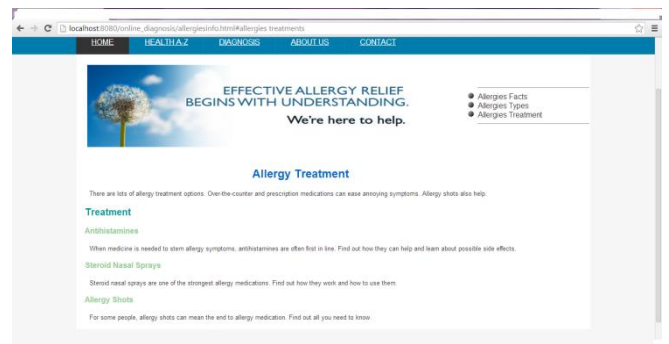 localhost:8080/online_diagnosis/allergiesinfo.html#allergies treatments
HOME HEALTH A-Z DIAGNOSIS ABOUT US CONTACT
EFFECTIVE ALLERGY RELIEF
BEGINS WITH UNDERSTANDING.
We're here to help.
Allergies Facts
Allergies Types
Allergies Treatment
Allergy Treatment
There are lots of allergy treatment options. Over-the-counter and prescription medications can ease annoying symptoms. Allergy shots also help.
Treatment
Antihistamines
When medicine is needed to stem allergy symptoms, antihistamines are often first in line. Find out how they can help and learn about possible side effects.
Steroid Nasal Sprays
Steroid nasal sprays are one of the strongest allergy medications. Find out how they work and how to use them.
Allergy Shots
For some people, allergy shots can mean the end to allergy medication. Find out all you need to know.